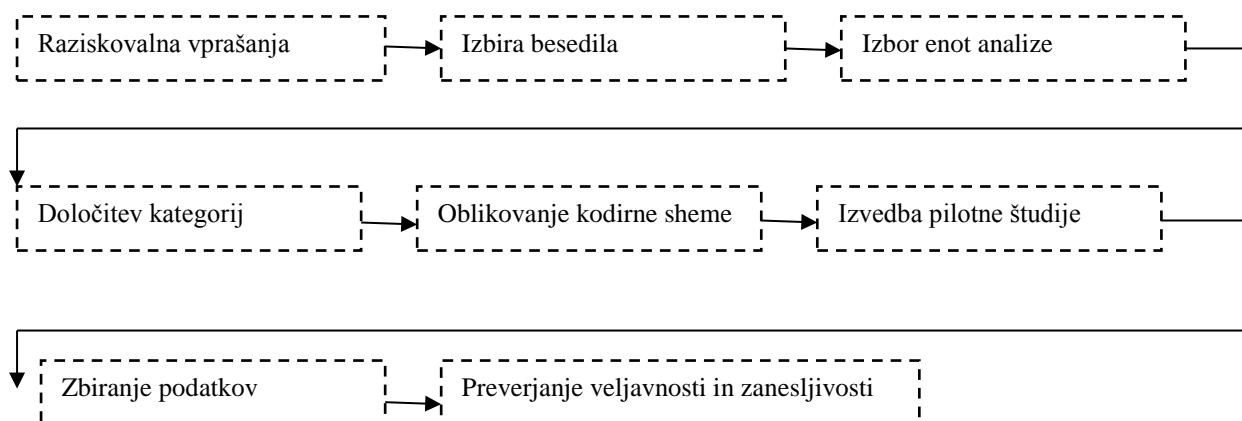 Raziskovalna vprašanja
Izbira besedila
Izbor enot analize
Določitev kategorij
Oblikovanje kodirne sheme
Izvedba pilotne študije
Zbiranje podatkov
Preverjanje veljavnosti in zanesljivosti